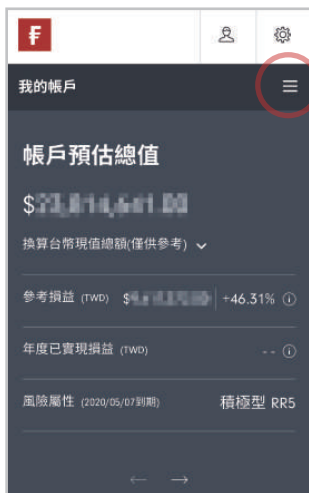 F
我的帳戶
帳戶預估總值
$
換算台幣現值總額(僅供參考)
參考損益 (TWD) $ +46.31%
年度已實現損益 (TWD) --
風險屬性 (2020/05/07到期) 積極型 RR5